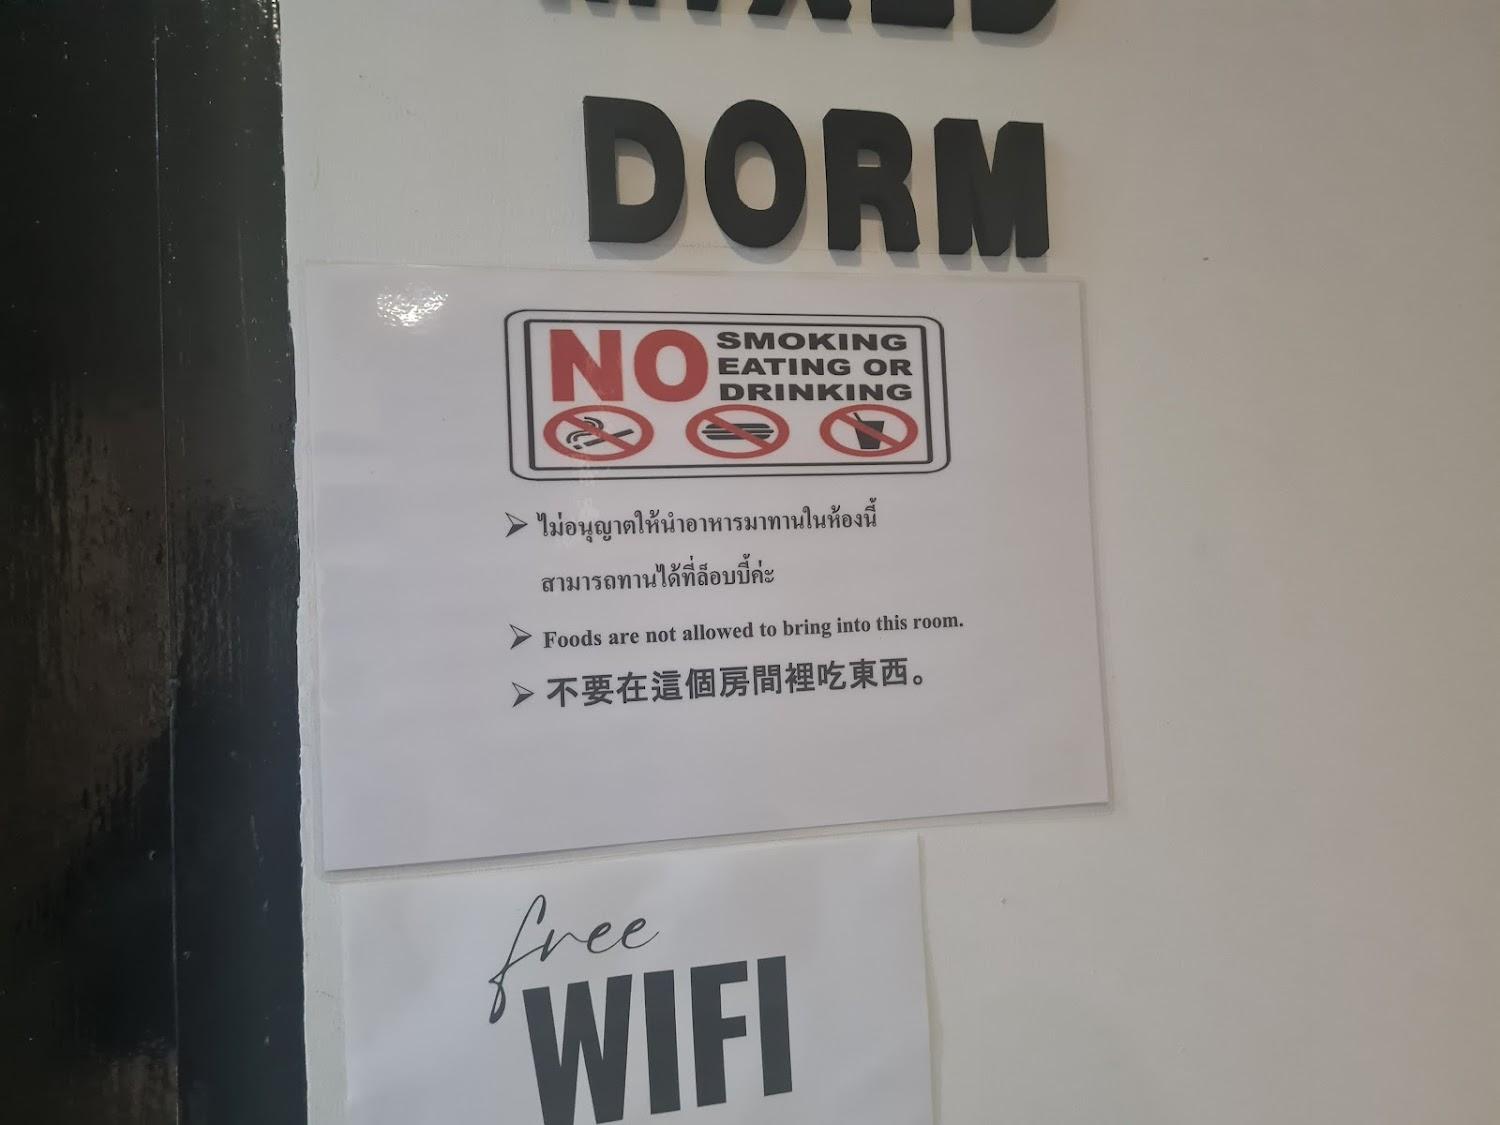 MIXED
DORM
NO SMOKING
EATING OR
DRINKING
➢ ไม่อนุญาตให้นำอาหารมาทานในห้องนี้
สามารถทานได้ที่ล็อบบี้ค่ะ
➢ Foods are not allowed to bring into this room.
➢ 不要在這個房間裡吃東西。
free
WIFI